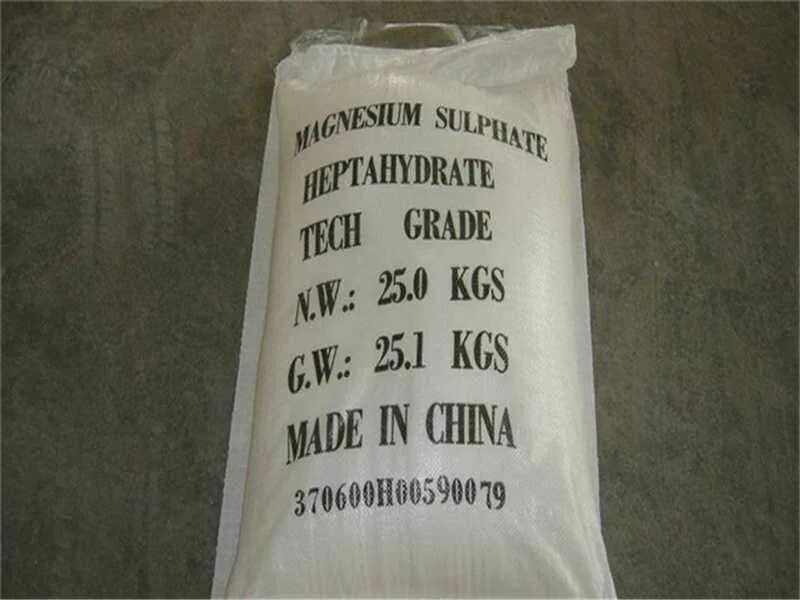 MAGNESIUM SULPHATE
HEPTAHYDRATE
TECH GRADE
N.W.: 25.0 KGS
G.W.: 25.1 KGS
MADE IN CHINA
370600H00590079